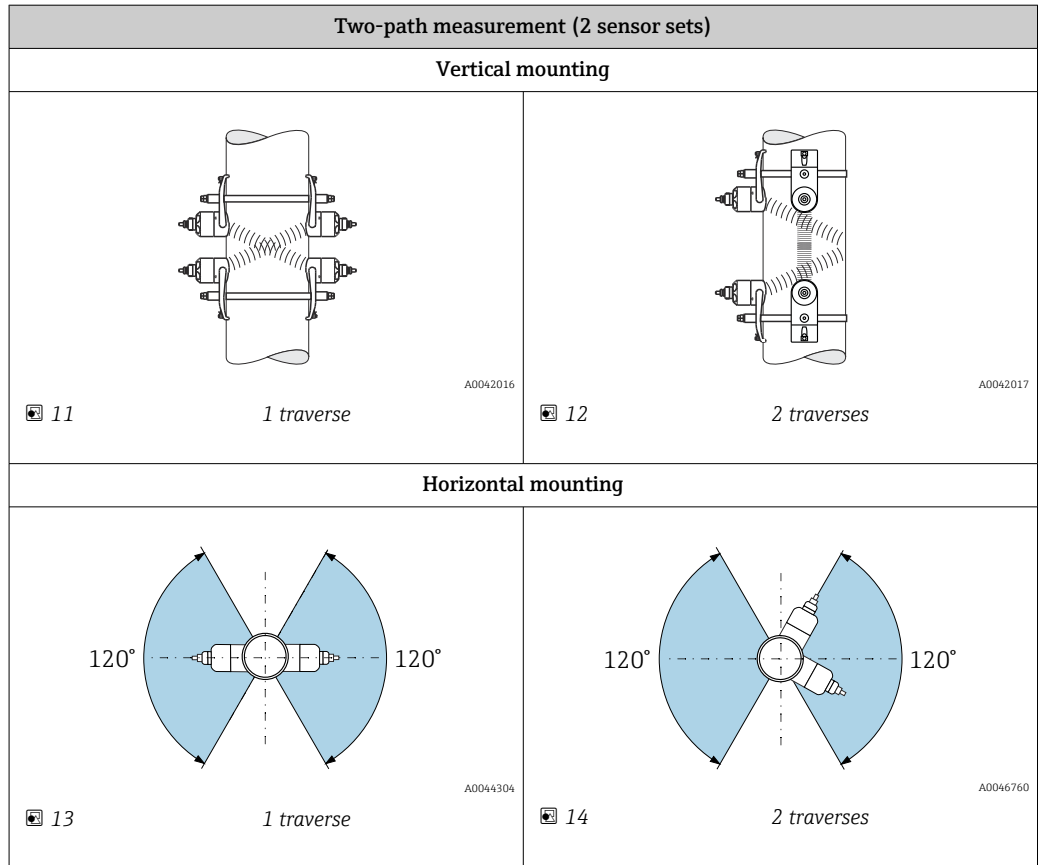 Two-path measurement (2 sensor sets)
Vertical mounting
A0042016
11 1 traverse
A0042017
12 2 traverses
Horizontal mounting
120° 120°
A0044304
13 1 traverse
120° 120°
A0046760
14 2 traverses